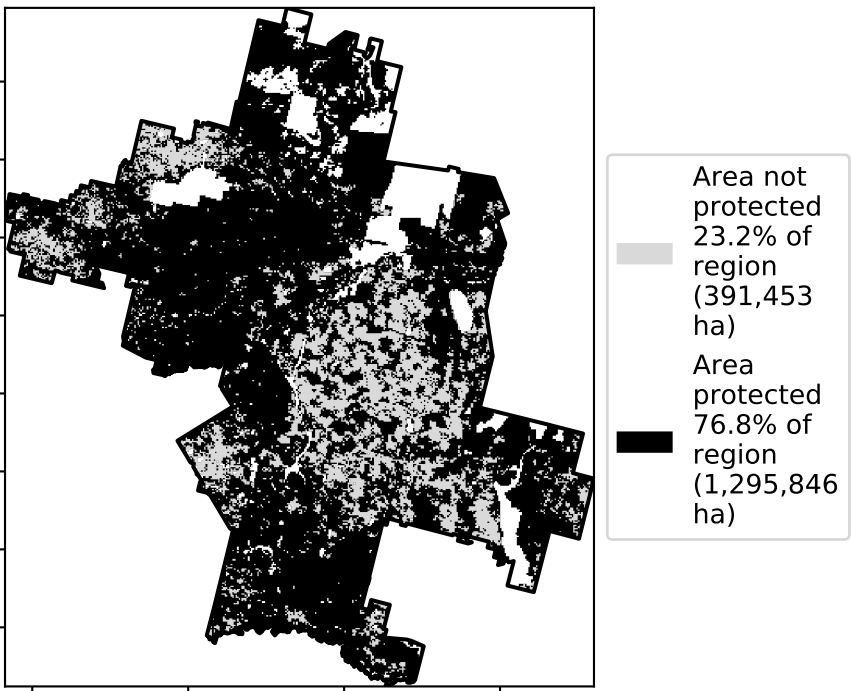 Area not
protected
23.2% of
region
(391,453
ha)
Area
protected
76.8% of
region
(1,295,846
ha)